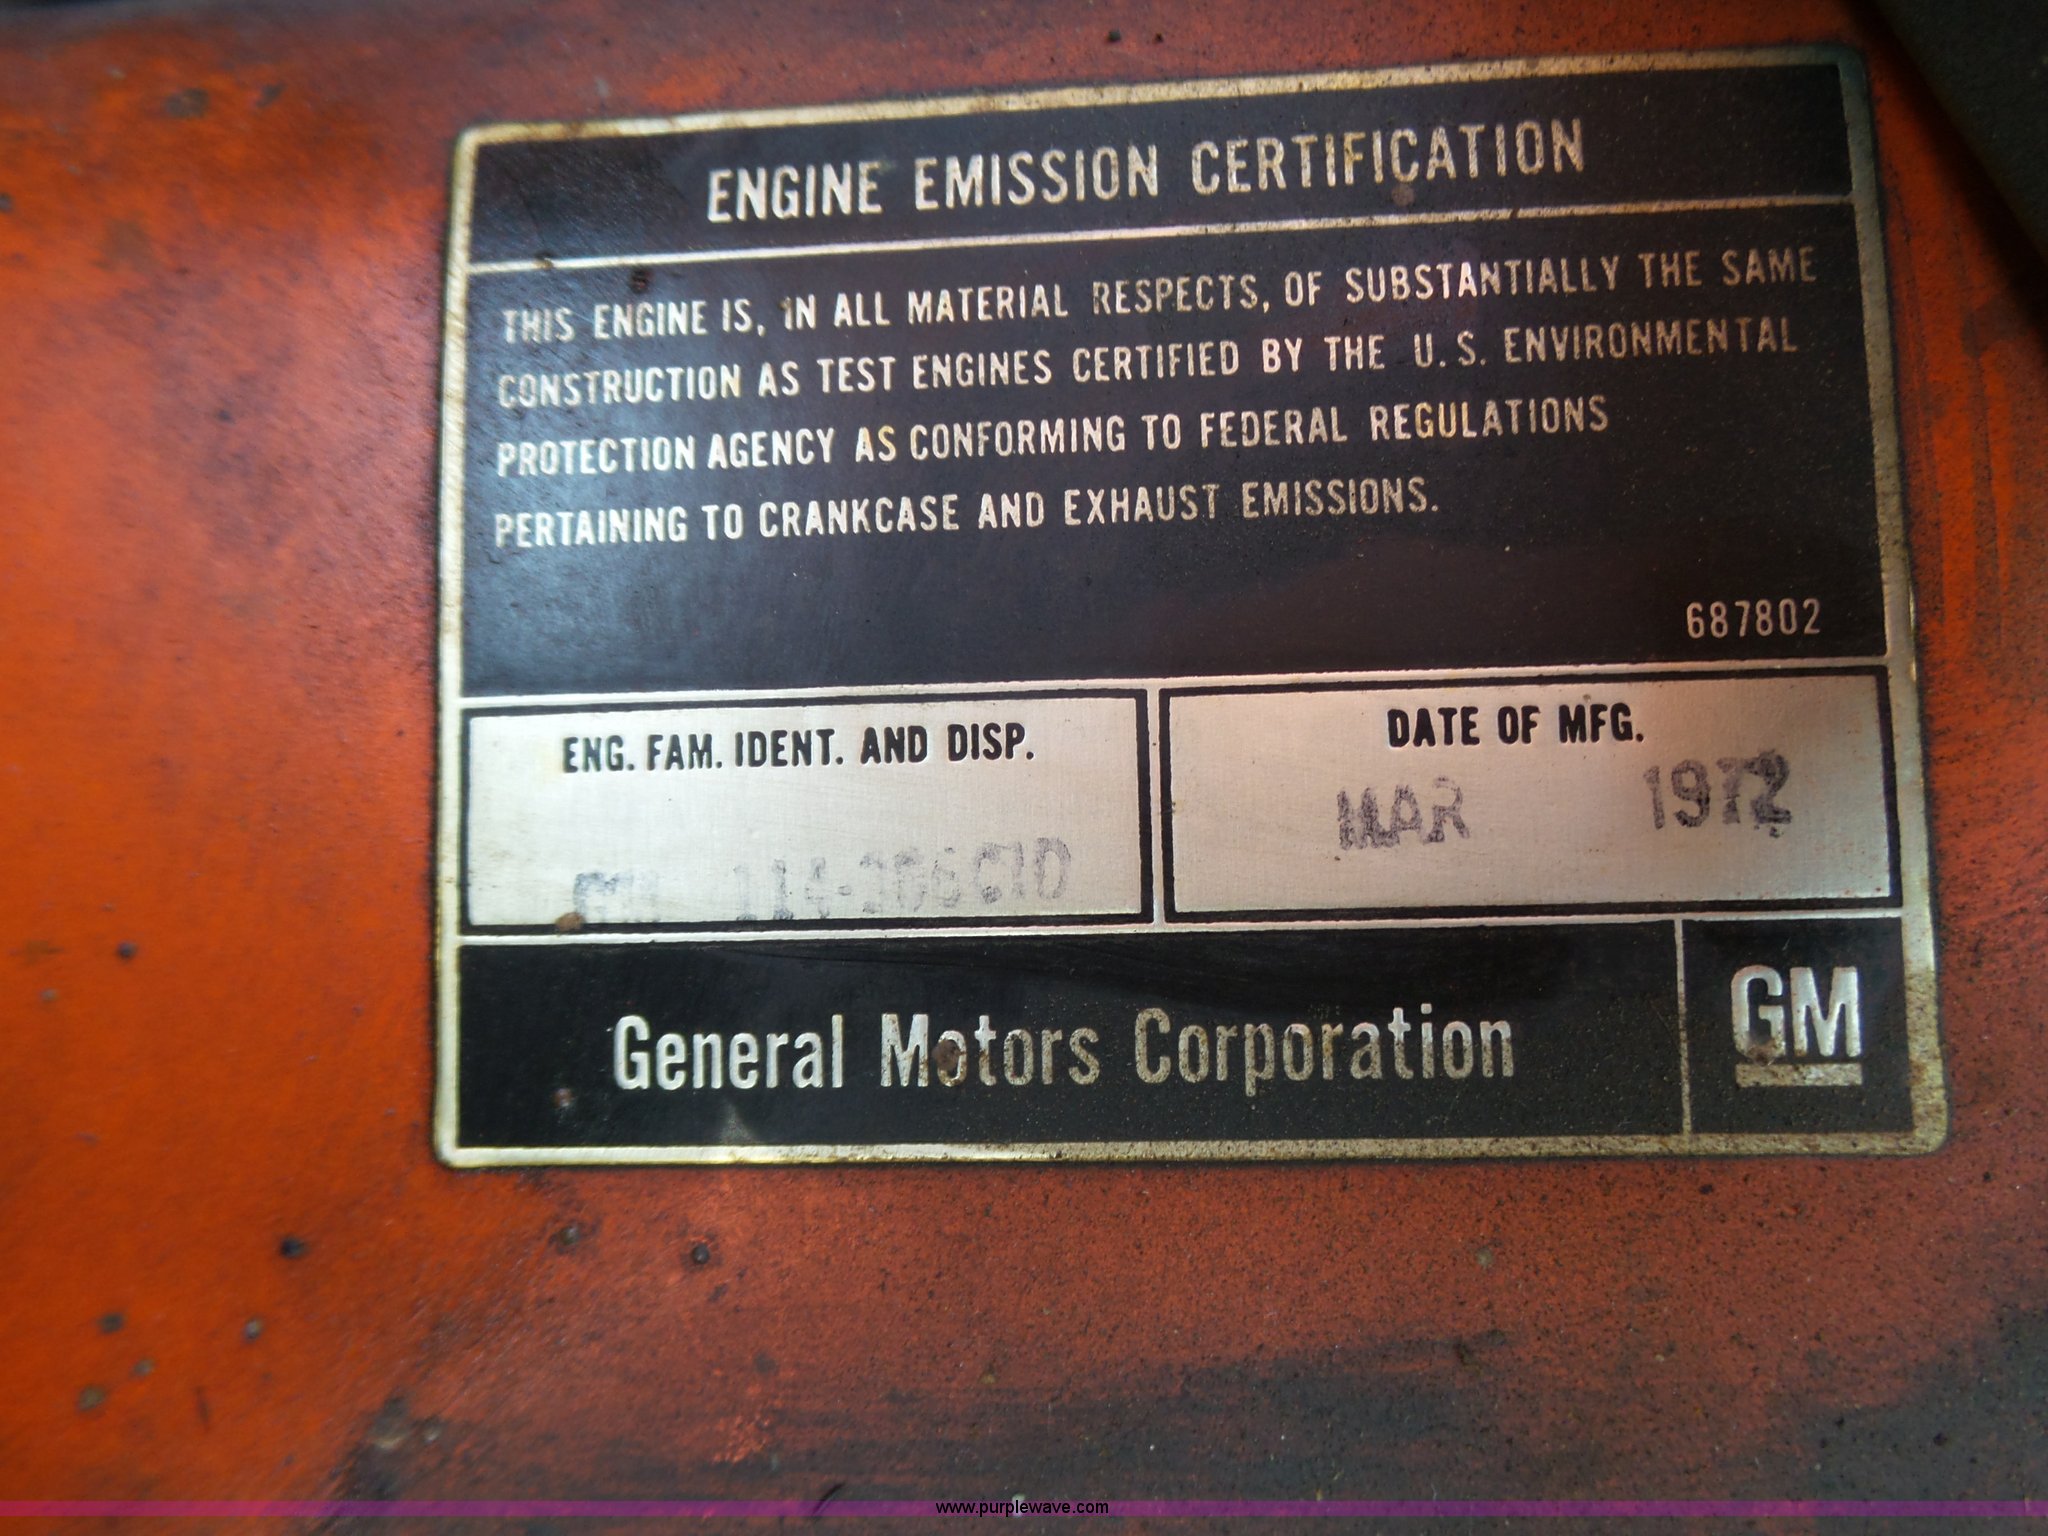 ENGINE EMISSION CERTIFICATION
THIS ENGINE IS, IN ALL MATERIAL RESPECTS, OF SUBSTANTIALLY THE SAME
CONSTRUCTION AS TEST ENGINES CERTIFIED BY THE U. S. ENVIRONMENTAL
PROTECTION AGENCY AS CONFORMING TO FEDERAL REGULATIONS
PERTAINING TO CRANKCASE AND EXHAUST EMISSIONS.
687802
ENG. FAM. IDENT. AND DISP.
DATE OF MFG.
MAR 1972
General Motors Corporation
GM
www.purplewave.com